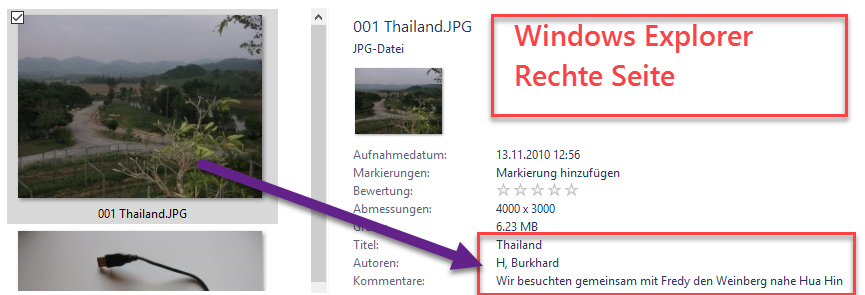 001 Thailand.JPG
001 Thailand.JPG
JPG-Datei
Windows Explorer
Rechte Seite
Aufnahmedatum: 13.11.2010 12:56
Markierungen: Markierung hinzufügen
Bewertung:
Abmessungen: 4000 x 3000
6.23 MB
Titel: Thailand
Autoren: H, Burkhard
Kommentare: Wir besuchten gemeinsam mit Fredy den Weinberg nahe Hua Hin